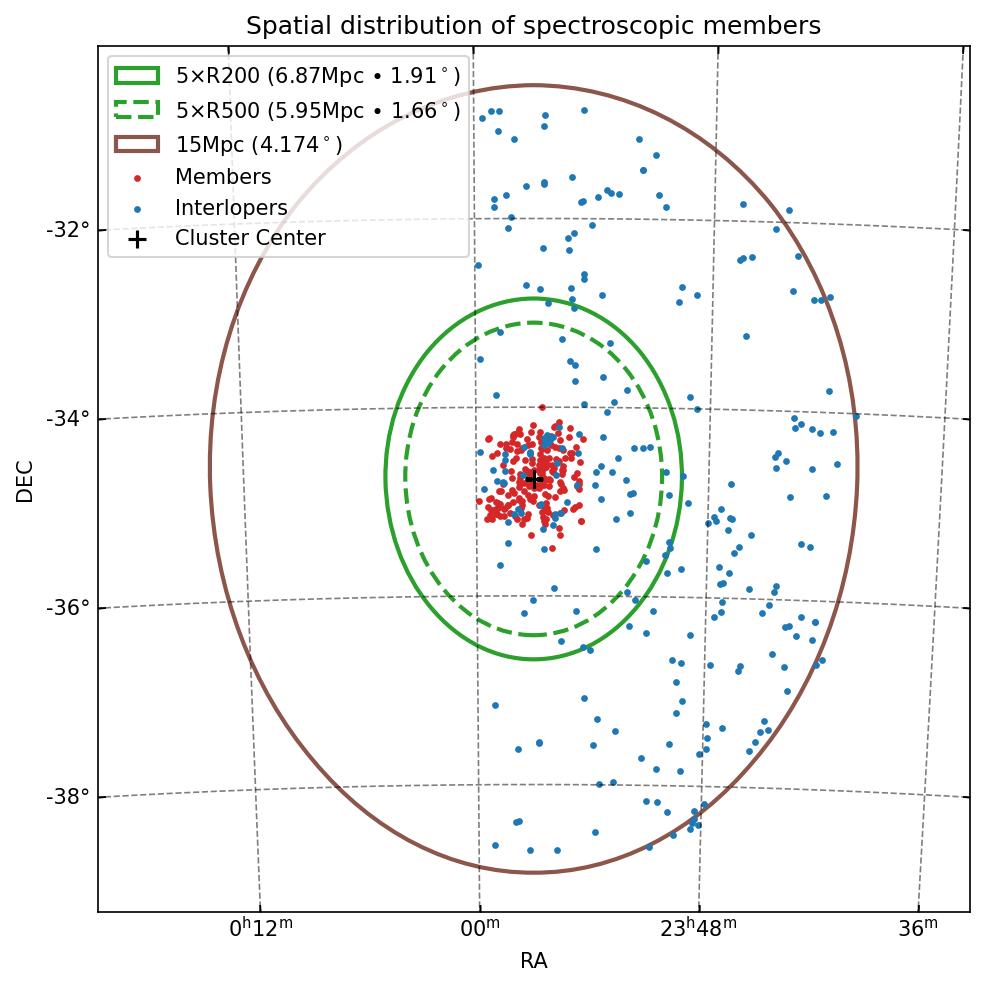 Spatial distribution of spectroscopic members
5×R200 (6.87Mpc • 1.91°)
5×R500 (5.95Mpc • 1.66°)
15Mpc (4.174°)
Members
Interlopers
Cluster Center
-32°
-34°
-36°
-38°
DEC
0ʰ12ᵐ 00ᵐ 23ʰ48ᵐ 36ᵐ
RA